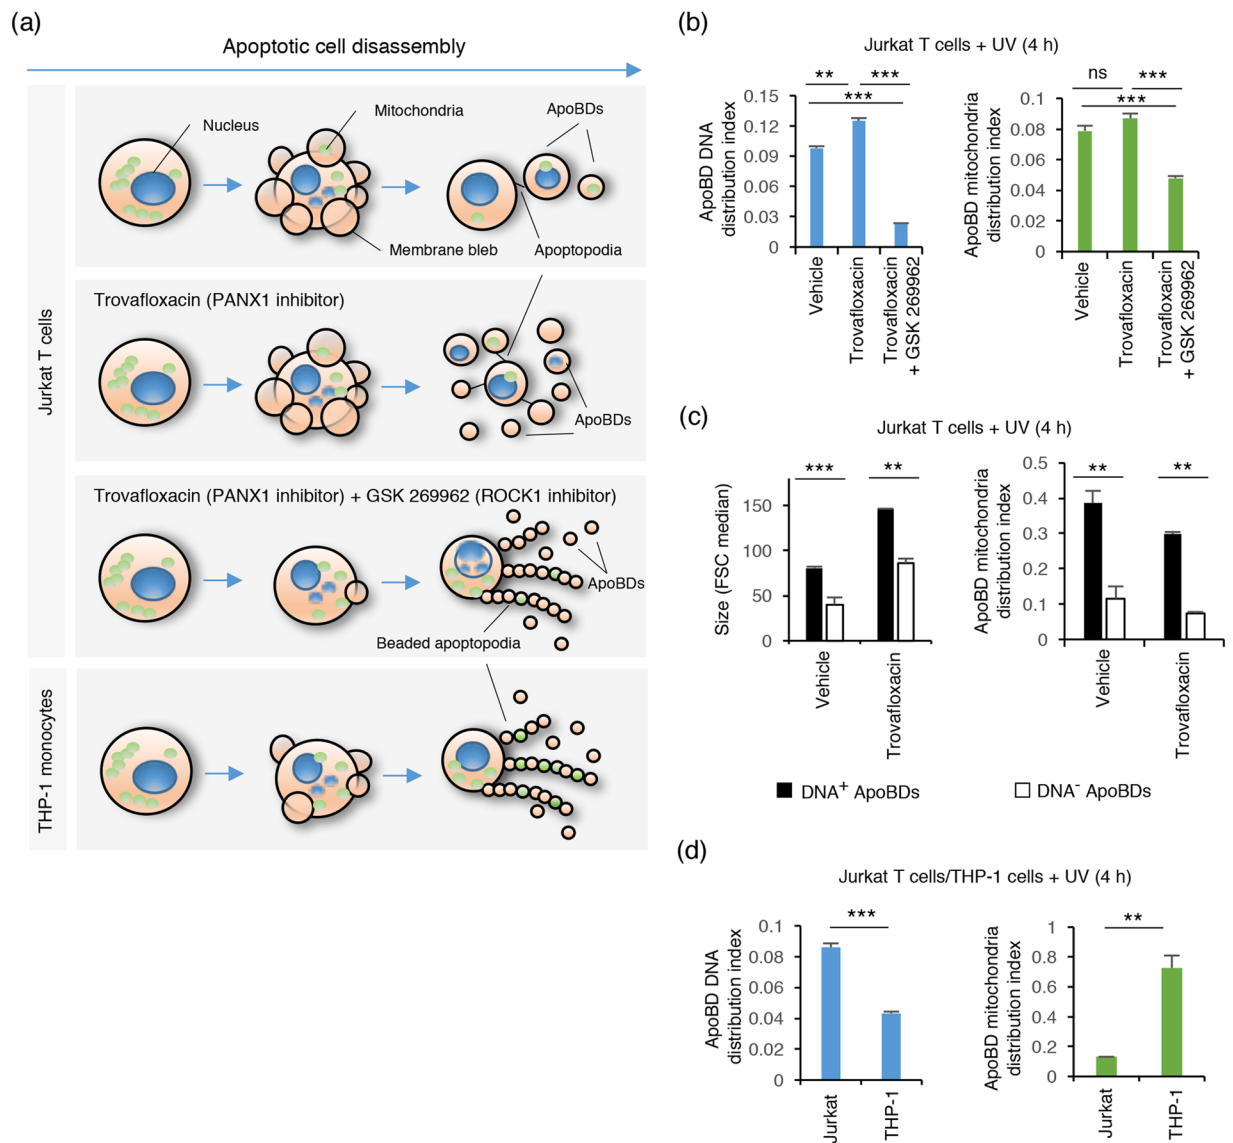 (a)
Apoptotic cell disassembly
Jurkat T cells
Nucleus
Mitochondria
ApoBDs
Membrane bleb
Apoptopodia
Trovafloxacin (PANX1 inhibitor)
ApoBDs
Trovafloxacin (PANX1 inhibitor) + GSK 269962 (ROCK1 inhibitor)
ApoBDs
Beaded apoptopodia
THP-1 monocytes
(b)
Jurkat T cells + UV (4 h)
ApoBD DNA
distribution index
0.15
0.12
0.09
0.06
0.03
0
**
***
***
Vehicle
Trovafloxacin
Trovafloxacin
+ GSK 269962
ApoBD mitochondria
distribution index
0.1
0.08
0.06
0.04
0.02
0
ns
***
***
Vehicle
Trovafloxacin
Trovafloxacin
+ GSK 269962
(c)
Jurkat T cells + UV (4 h)
Size (FSC median)
150
100
50
0
***
**
Vehicle
Trovafloxacin
ApoBD mitochondria
distribution index
0.5
0.4
0.3
0.2
0.1
0
**
**
Vehicle
Trovafloxacin
DNA+ ApoBDs
DNA- ApoBDs
(d)
Jurkat T cells/THP-1 cells + UV (4 h)
ApoBD DNA
distribution index
0.1
0.08
0.06
0.04
0.02
0
***
Jurkat
THP-1
ApoBD mitochondria
distribution index
1
0.8
0.6
0.4
0.2
0
**
Jurkat
THP-1